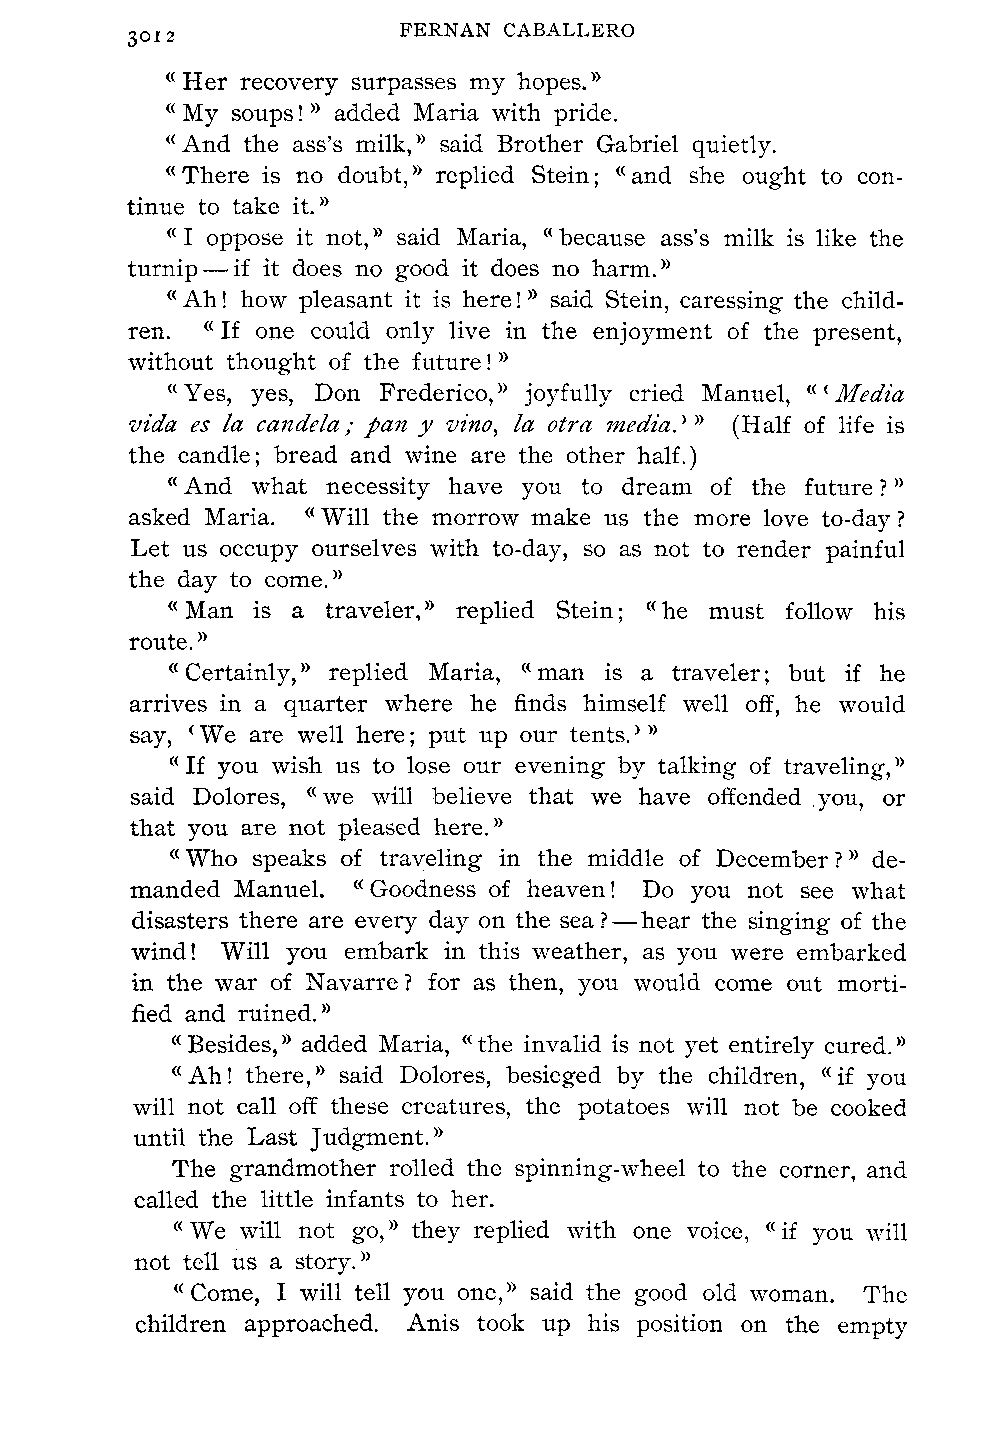 3012
FERNAN CABALLERO
« Her recovery surpasses my hopes. »
« My soups! » added Maria with pride.
« And the ass's milk, » said Brother Gabriel quietly.
« There is no doubt, » replied Stein; « and she ought to con-
tinue to take it. »
« I oppose it not, » said Maria, « because ass's milk is like the
turnip — if it does no good it does no harm. »
« Ah! how pleasant it is here! » said Stein, caressing the child-
ren. « If one could only live in the enjoyment of the present,
without thought of the future! »
« Yes, yes, Don Frederico, » joyfully cried Manuel, « ‹ Media
vida es la candela; pan y vino, la otra media. › » (Half of life is
the candle; bread and wine are the other half.)
« And what necessity have you to dream of the future? »
asked Maria. « Will the morrow make us the more love to-day?
Let us occupy ourselves with to-day, so as not to render painful
the day to come. »
« Man is a traveler, » replied Stein; « he must follow his
route. »
« Certainly, » replied Maria, « man is a traveler; but if he
arrives in a quarter where he finds himself well off, he would
say, ‹ We are well here; put up our tents. › »
« If you wish us to lose our evening by talking of traveling, »
said Dolores, « we will believe that we have offended you, or
that you are not pleased here. »
« Who speaks of traveling in the middle of December? » de-
manded Manuel. « Goodness of heaven! Do you not see what
disasters there are every day on the sea? — hear the singing of the
wind! Will you embark in this weather, as you were embarked
in the war of Navarre? for as then, you would come out morti-
fied and ruined. »
« Besides, » added Maria, « the invalid is not yet entirely cured. »
« Ah! there, » said Dolores, besieged by the children, « if you
will not call off these creatures, the potatoes will not be cooked
until the Last Judgment. »
The grandmother rolled the spinning-wheel to the corner, and
called the little infants to her.
« We will not go, » they replied with one voice, « if you will
not tell us a story. »
« Come, I will tell you one, » said the good old woman. The
children approached. Anis took up his position on the empty